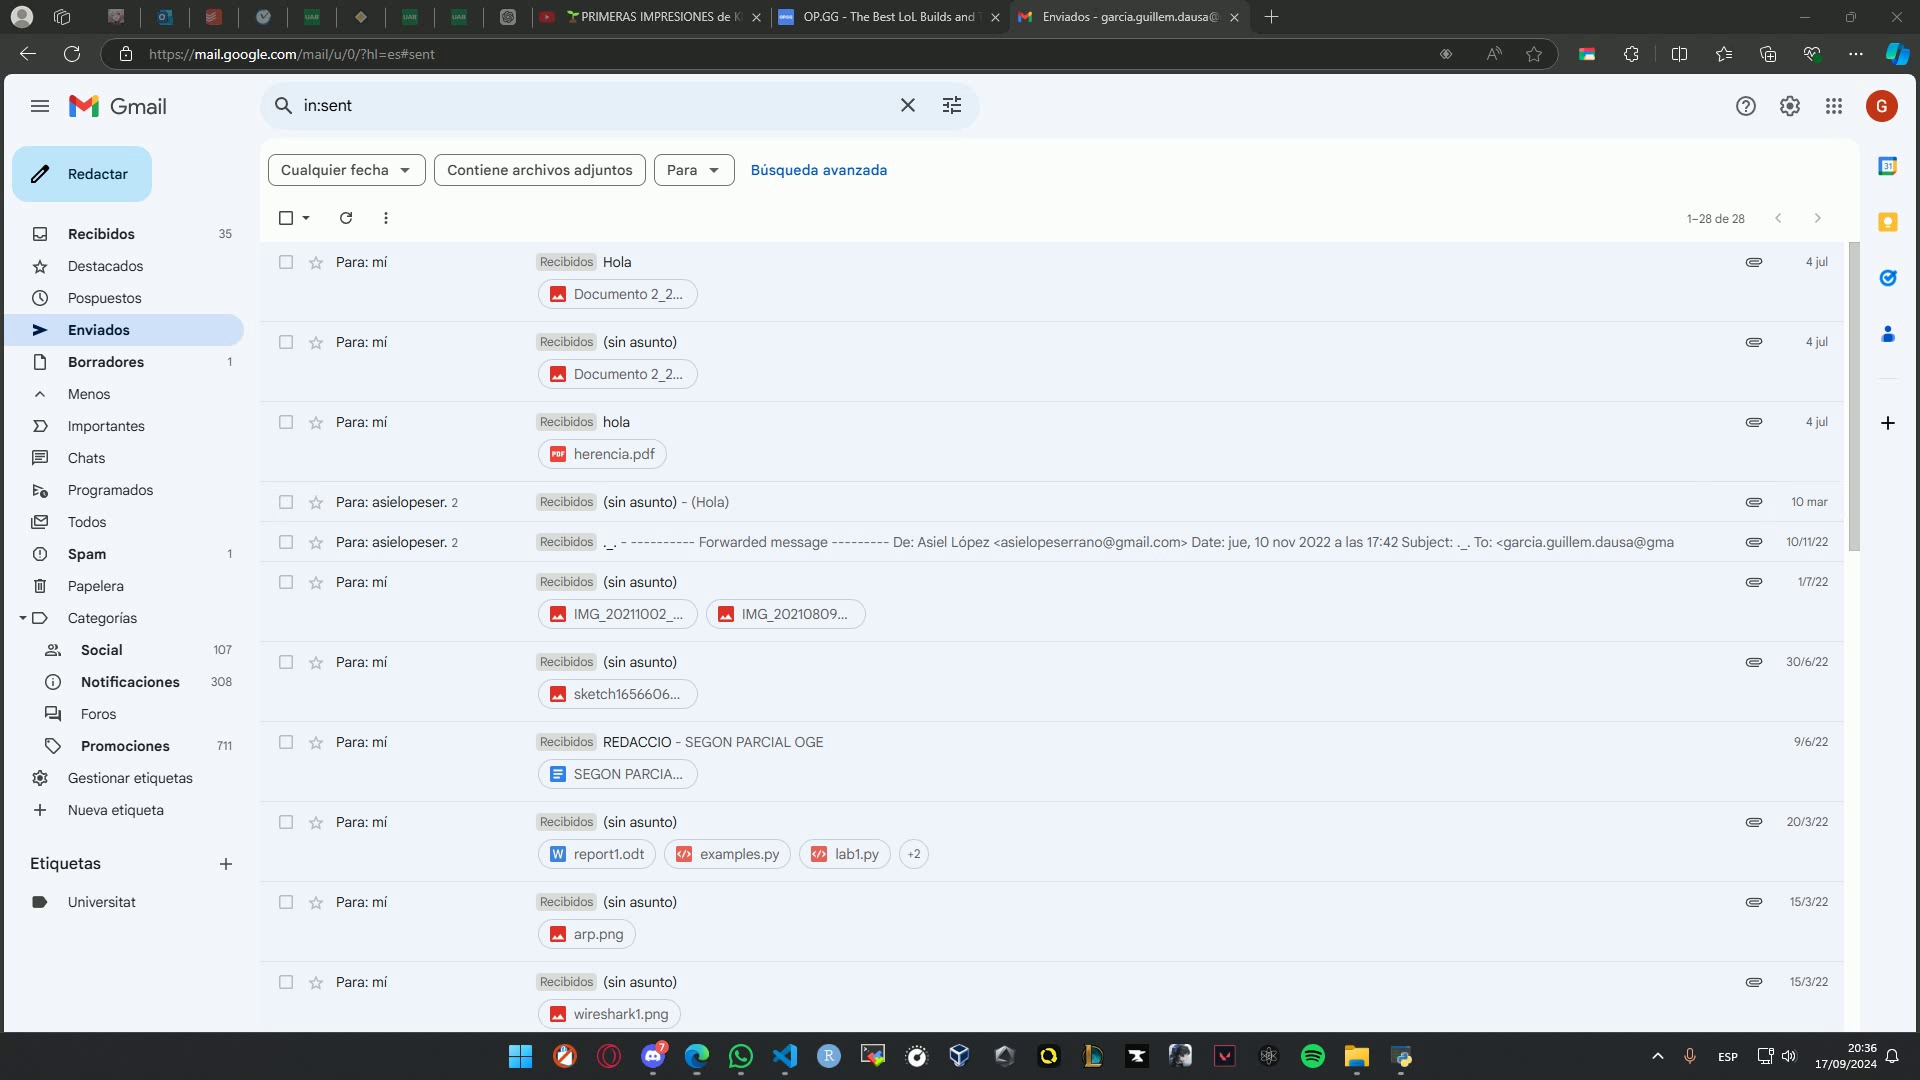 🌱PRIMERAS IMPRESIONES de K
OP.GG - The Best LoL Builds and T
Enviados - garcia.guillem.dausa@
https://mail.google.com/mail/u/0/?hl=es#sent
Gmail
in:sent
G
Redactar
Cualquier fecha
Contiene archivos adjuntos
Para
Búsqueda avanzada
1–28 de 28
Recibidos 35
Destacados
Pospuestos
Enviados
Borradores 1
Menos
Importantes
Chats
Programados
Todos
Spam 1
Papelera
Categorías
Social 107
Notificaciones 308
Foros
Promociones 711
Gestionar etiquetas
Nueva etiqueta
Etiquetas
Universitat
Para: mí Recibidos Hola 4 jul
Documento 2_2...
Para: mí Recibidos (sin asunto) 4 jul
Documento 2_2...
Para: mí Recibidos hola 4 jul
PDF herencia.pdf
Para: asielopeser. 2 Recibidos (sin asunto) - (Hola) 10 mar
Para: asielopeser. 2 Recibidos ._. - ---------- Forwarded message --------- De: Asiel López <asielopeserrano@gmail.com> Date: jue, 10 nov 2022 a las 17:42 Subject: ._. To: <garcia.guillem.dausa@gma 10/11/22
Para: mí Recibidos (sin asunto) 1/7/22
IMG_20211002_... IMG_20210809...
Para: mí Recibidos (sin asunto) 30/6/22
sketch1656606...
Para: mí Recibidos REDACCIO - SEGON PARCIAL OGE 9/6/22
SEGON PARCIA...
Para: mí Recibidos (sin asunto) 20/3/22
W report1.odt examples.py lab1.py +2
Para: mí Recibidos (sin asunto) 15/3/22
arp.png
Para: mí Recibidos (sin asunto) 15/3/22
wireshark1.png
31
7
R
ESP
20:36
17/09/2024